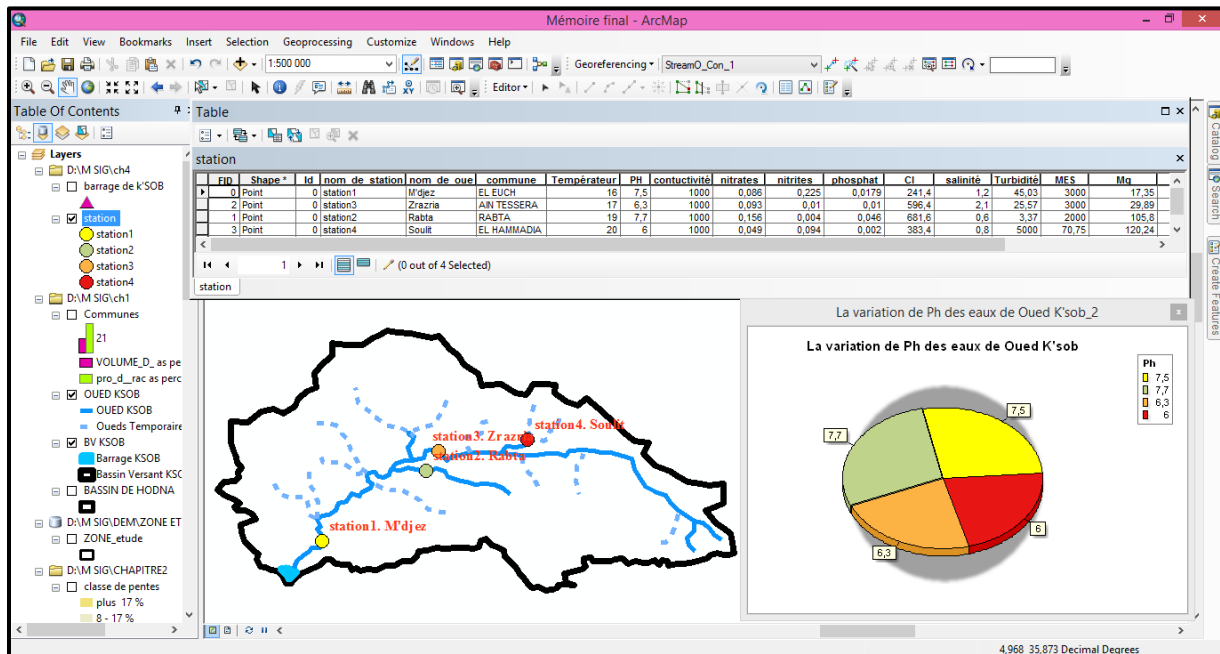 Mémoire final - ArcMap
File Edit View Bookmarks Insert Selection Geoprocessing Customize Windows Help
1:500 000 Georeferencing StreamO_Con_1
Editor
Table Of Contents
Layers
D:\M SIG\ch4
barrage de k'SOB
station
station1
station2
station3
station4
D:\M SIG\ch1
Communes
21
VOLUME_D_ as pe
pro_d__rac as perc
OUED KSOB
OUED KSOB
Oueds Temporaire
BV KSOB
Barrage KSOB
Bassin Versant KSO
BASSIN DE HODNA
D:\M SIG\DEM\ZONE ET
ZONE_etude
D:\M SIG\CHAPITRE2
classe de pentes
plus 17 %
8 - 17 %
Table
station
FID Shape * Id nom_de_station nom_de_oue commune Températeur PH contuctivité nitrates nitrites phosphat Cl salinité Turbidité MES Mg
0 Point 0 station1 M'djez EL EUCH 16 7,5 1000 0,086 0,225 0,0179 241,4 1,2 45,03 3000 17,35
2 Point 0 station3 Zrazria AIN TESSERA 17 6,3 1000 0,093 0,01 0,01 596,4 2,1 25,57 3000 29,89
1 Point 0 station2 Rabta RABTA 19 7,7 1000 0,156 0,004 0,046 681,6 0,6 3,37 2000 105,8
3 Point 0 station4 Soulit EL HAMMADIA 20 6 1000 0,049 0,094 0,002 383,4 0,8 5000 70,75 120,24
1 (0 out of 4 Selected)
station
station4. Soulit
station3. Zrazria
station2. Rabta
station1. M'djez
La variation de Ph des eaux de Oued K'sob_2
La variation de Ph des eaux de Oued K'sob
Ph
7,5
7,7
6,3
6
7,5
7,7
6
6,3
Catalog
Search
Create Features
4,968 35,873 Decimal Degrees